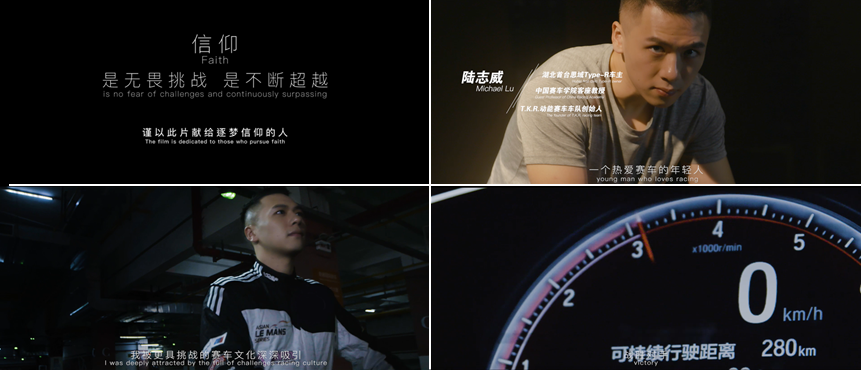 信仰
Faith
是无畏挑战 是不断超越
is no fear of challenges and continuously surpassing
谨以此片献给逐梦信仰的人
The film is dedicated to those who pursue faith
陆志威
Michael Lu
湖北省首台思域Type-R车主
中国赛车学院客座教授
T.K.R.动能赛车车队创始人
一个热爱赛车的年轻人
young man who loves racing
ASIAN
LE MANS
SERIES
我被更具挑战的赛车文化深深吸引
I was deeply attracted by the full of challenges racing culture
1
2
3
4
5
x1000r/min
0
km/h
可持续行驶距离
280km
victory